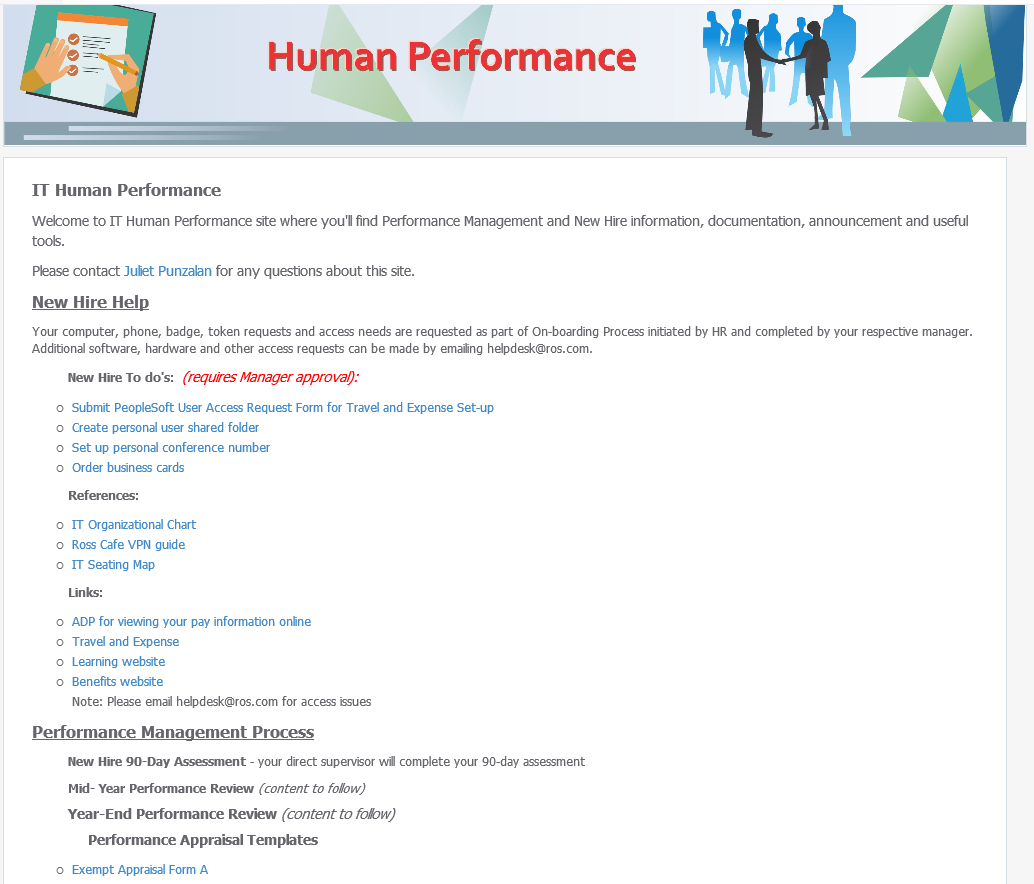 Human Performance
IT Human Performance
Welcome to IT Human Performance site where you'll find Performance Management and New Hire information, documentation, announcement and useful
tools.
Please contact Juliet Punzalan for any questions about this site.
New Hire Help
Your computer, phone, badge, token requests and access needs are requested as part of On-boarding Process initiated by HR and completed by your respective manager.
Additional software, hardware and other access requests can be made by emailing helpdesk@ros.com.
New Hire To do's: (requires Manager approval):
Submit PeopleSoft User Access Request Form for Travel and Expense Set-up
Create personal user shared folder
Set up personal conference number
Order business cards
References:
IT Organizational Chart
Ross Cafe VPN guide
IT Seating Map
Links:
ADP for viewing your pay information online
Travel and Expense
Learning website
Benefits website
Note: Please email helpdesk@ros.com for access issues
Performance Management Process
New Hire 90-Day Assessment - your direct supervisor will complete your 90-day assessment
Mid- Year Performance Review (content to follow)
Year-End Performance Review (content to follow)
Performance Appraisal Templates
Exempt Appraisal Form A